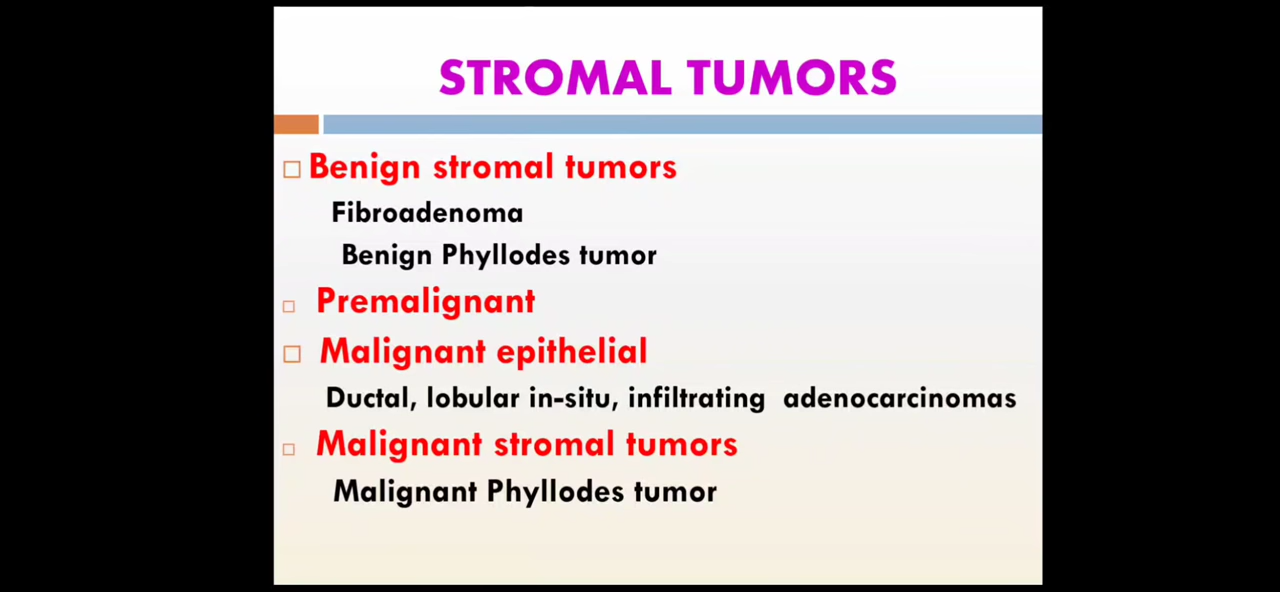 STROMAL TUMORS
Benign stromal tumors
Fibroadenoma
Benign Phyllodes tumor
Premalignant
Malignant epithelial
Ductal, lobular in-situ, infiltrating adenocarcinomas
Malignant stromal tumors
Malignant Phyllodes tumor